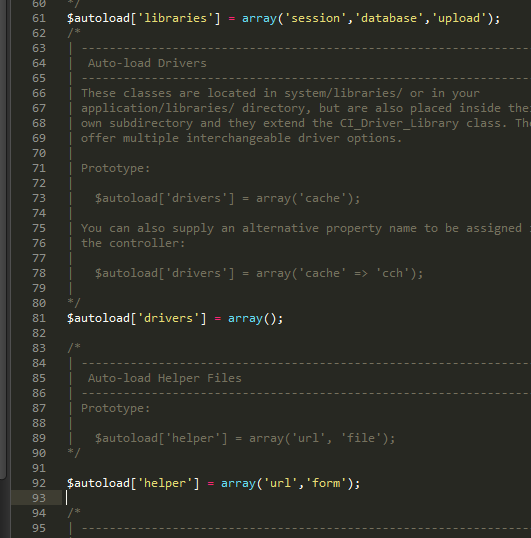 60 */
61 $autoload['libraries'] = array('session','database','upload');
62 /*
63 | -------------------------------------------------------------------
64 | Auto-load Drivers
65 | -------------------------------------------------------------------
66 | These classes are located in system/libraries/ or in your
67 | application/libraries/ directory, but are also placed inside the
68 | own subdirectory and they extend the CI_Driver_Library class. The
69 | offer multiple interchangeable driver options.
70 |
71 | Prototype:
72 |
73 |   $autoload['drivers'] = array('cache');
74 |
75 | You can also supply an alternative property name to be assigned
76 | the controller:
77 |
78 |   $autoload['drivers'] = array('cache' => 'cch');
79 |
80 */
81 $autoload['drivers'] = array();
82
83 /*
84 | -------------------------------------------------------------------
85 | Auto-load Helper Files
86 | -------------------------------------------------------------------
87 | Prototype:
88 |
89 |   $autoload['helper'] = array('url', 'file');
90 */
91
92 $autoload['helper'] = array('url','form');
93
94 /*
95 | -------------------------------------------------------------------